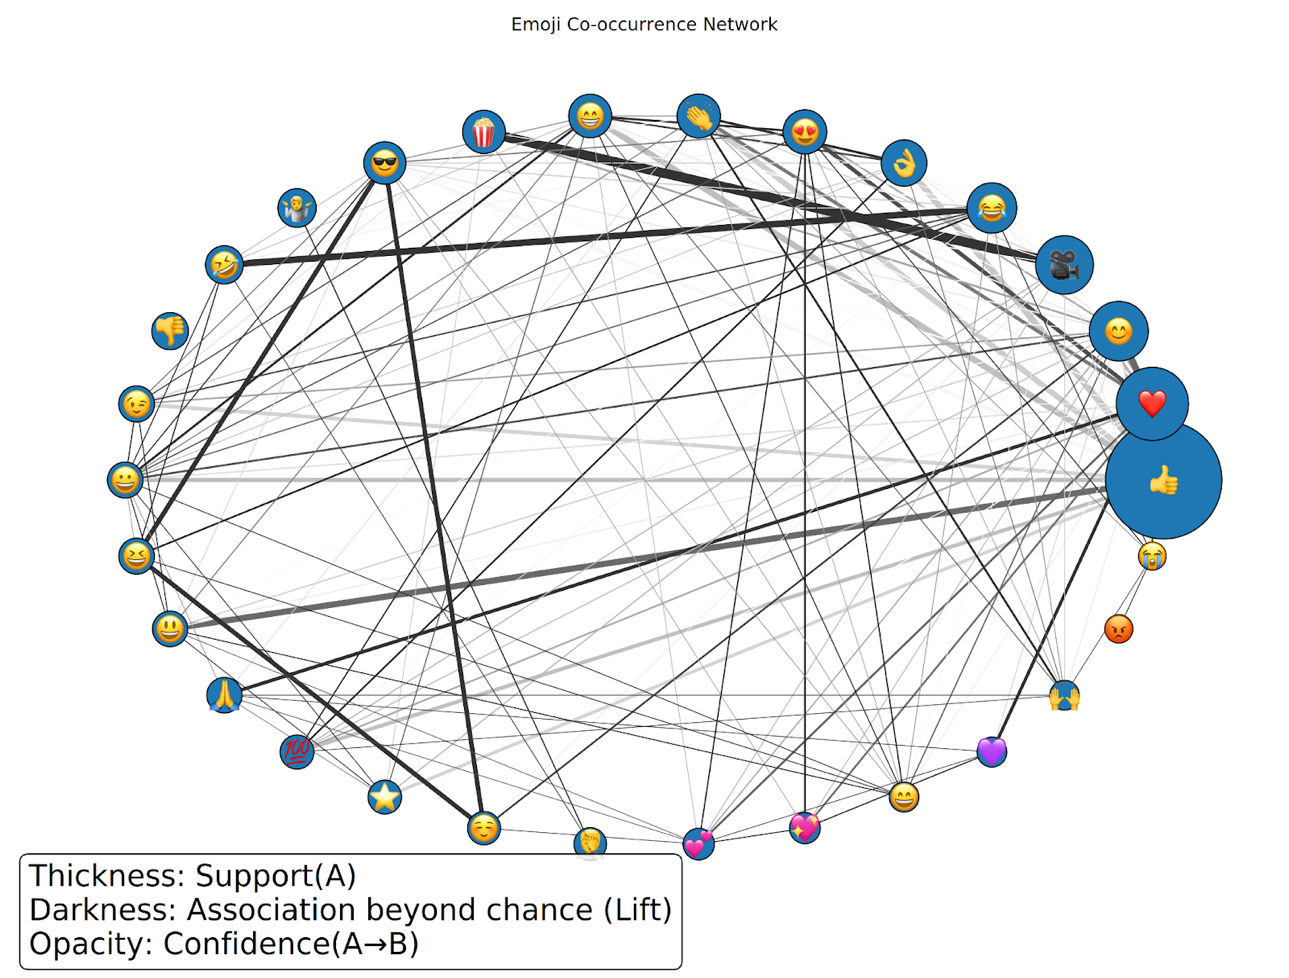 Emoji Co-occurrence Network
Thickness: Support(A)
Darkness: Association beyond chance (Lift)
Opacity: Confidence(A→B)